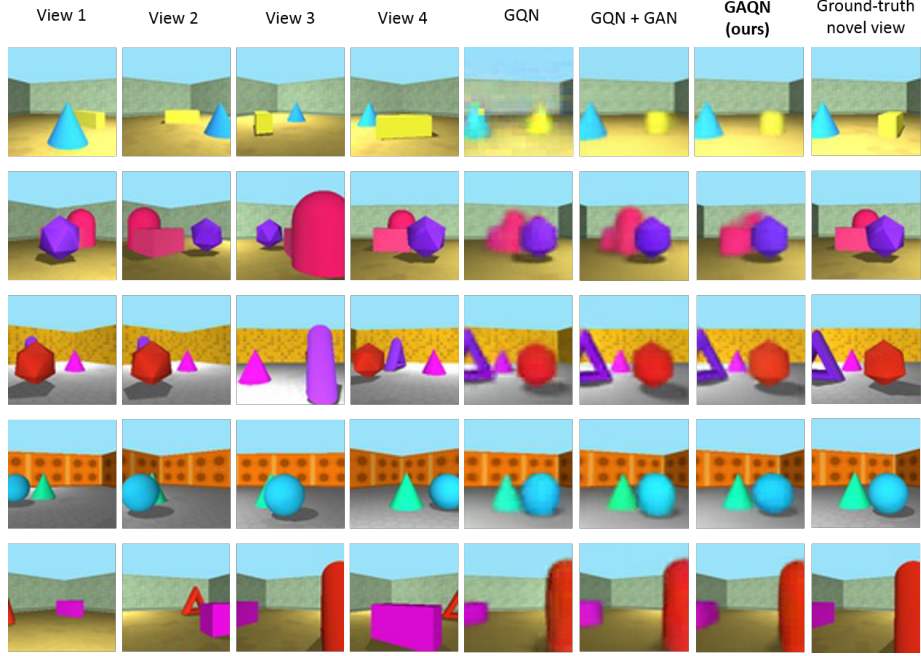 View 1
View 2
View 3
View 4
GQN
GQN + GAN
GAQN
(ours)
Ground-truth
novel view